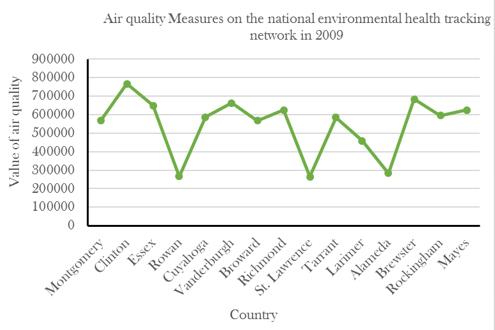 Air quality Measures on the national environmental health tracking
network in 2009
Value of air quality
900000
800000
700000
600000
500000
400000
300000
200000
100000
0
Montgomery
Clinton
Essex
Rowan
Cuyahoga
Vanderburgh
Broward
Richmond
St. Lawrence
Tarrant
Larimer
Alameda
Brewster
Rockingham
Mayes
Country